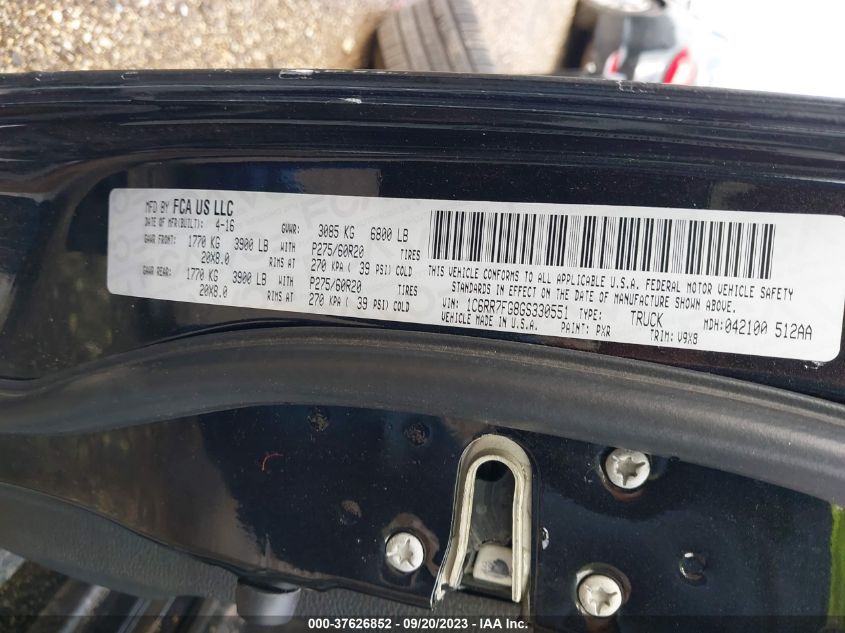 MFD BY FCA US LLC
DATE OF MFR(BUILT): 4-16 GVWR: 3085 KG 6800 LB
GWR FRONT: 1770 KG 3900 LB WITH P275/60R20 TIRES
20X8.0 RIMS AT 270 KPA ( 39 PSI) COLD
GAWR REAR: 1770 KG 3900 LB WITH P275/60R20 TIRES
20X8.0 RIMS AT 270 KPA ( 39 PSI) COLD
THIS VEHICLE CONFORMS TO ALL APPLICABLE U.S.A. FEDERAL MOTOR VEHICLE SAFETY
STANDARDS IN EFFECT ON THE DATE OF MANUFACTURE SHOWN ABOVE.
VIN: 1C6RR7FG8GS330551 TYPE: TRUCK MDH:042100 512AA
VEHICLE MADE IN U.S.A. PAINT: PXR TRIM: V9X8
000-37626852 - 09/20/2023 - IAA Inc.